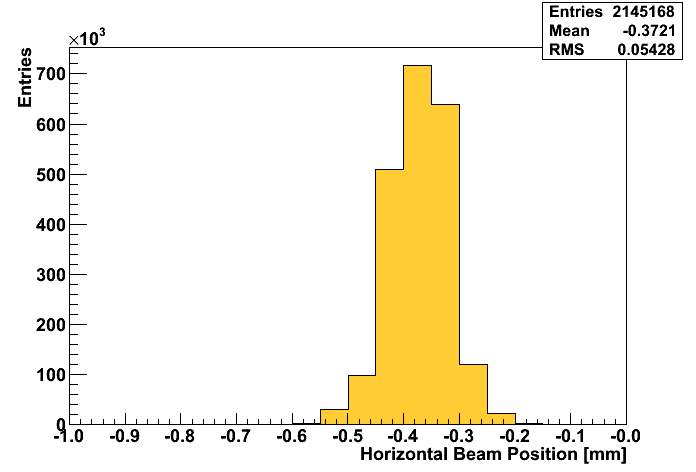 Entries 2145168
Mean -0.3721
RMS 0.05428
×10³
Entries
700
600
500
400
300
200
100
0
-1.0 -0.9 -0.8 -0.7 -0.6 -0.5 -0.4 -0.3 -0.2 -0.1 -0.0
Horizontal Beam Position [mm]